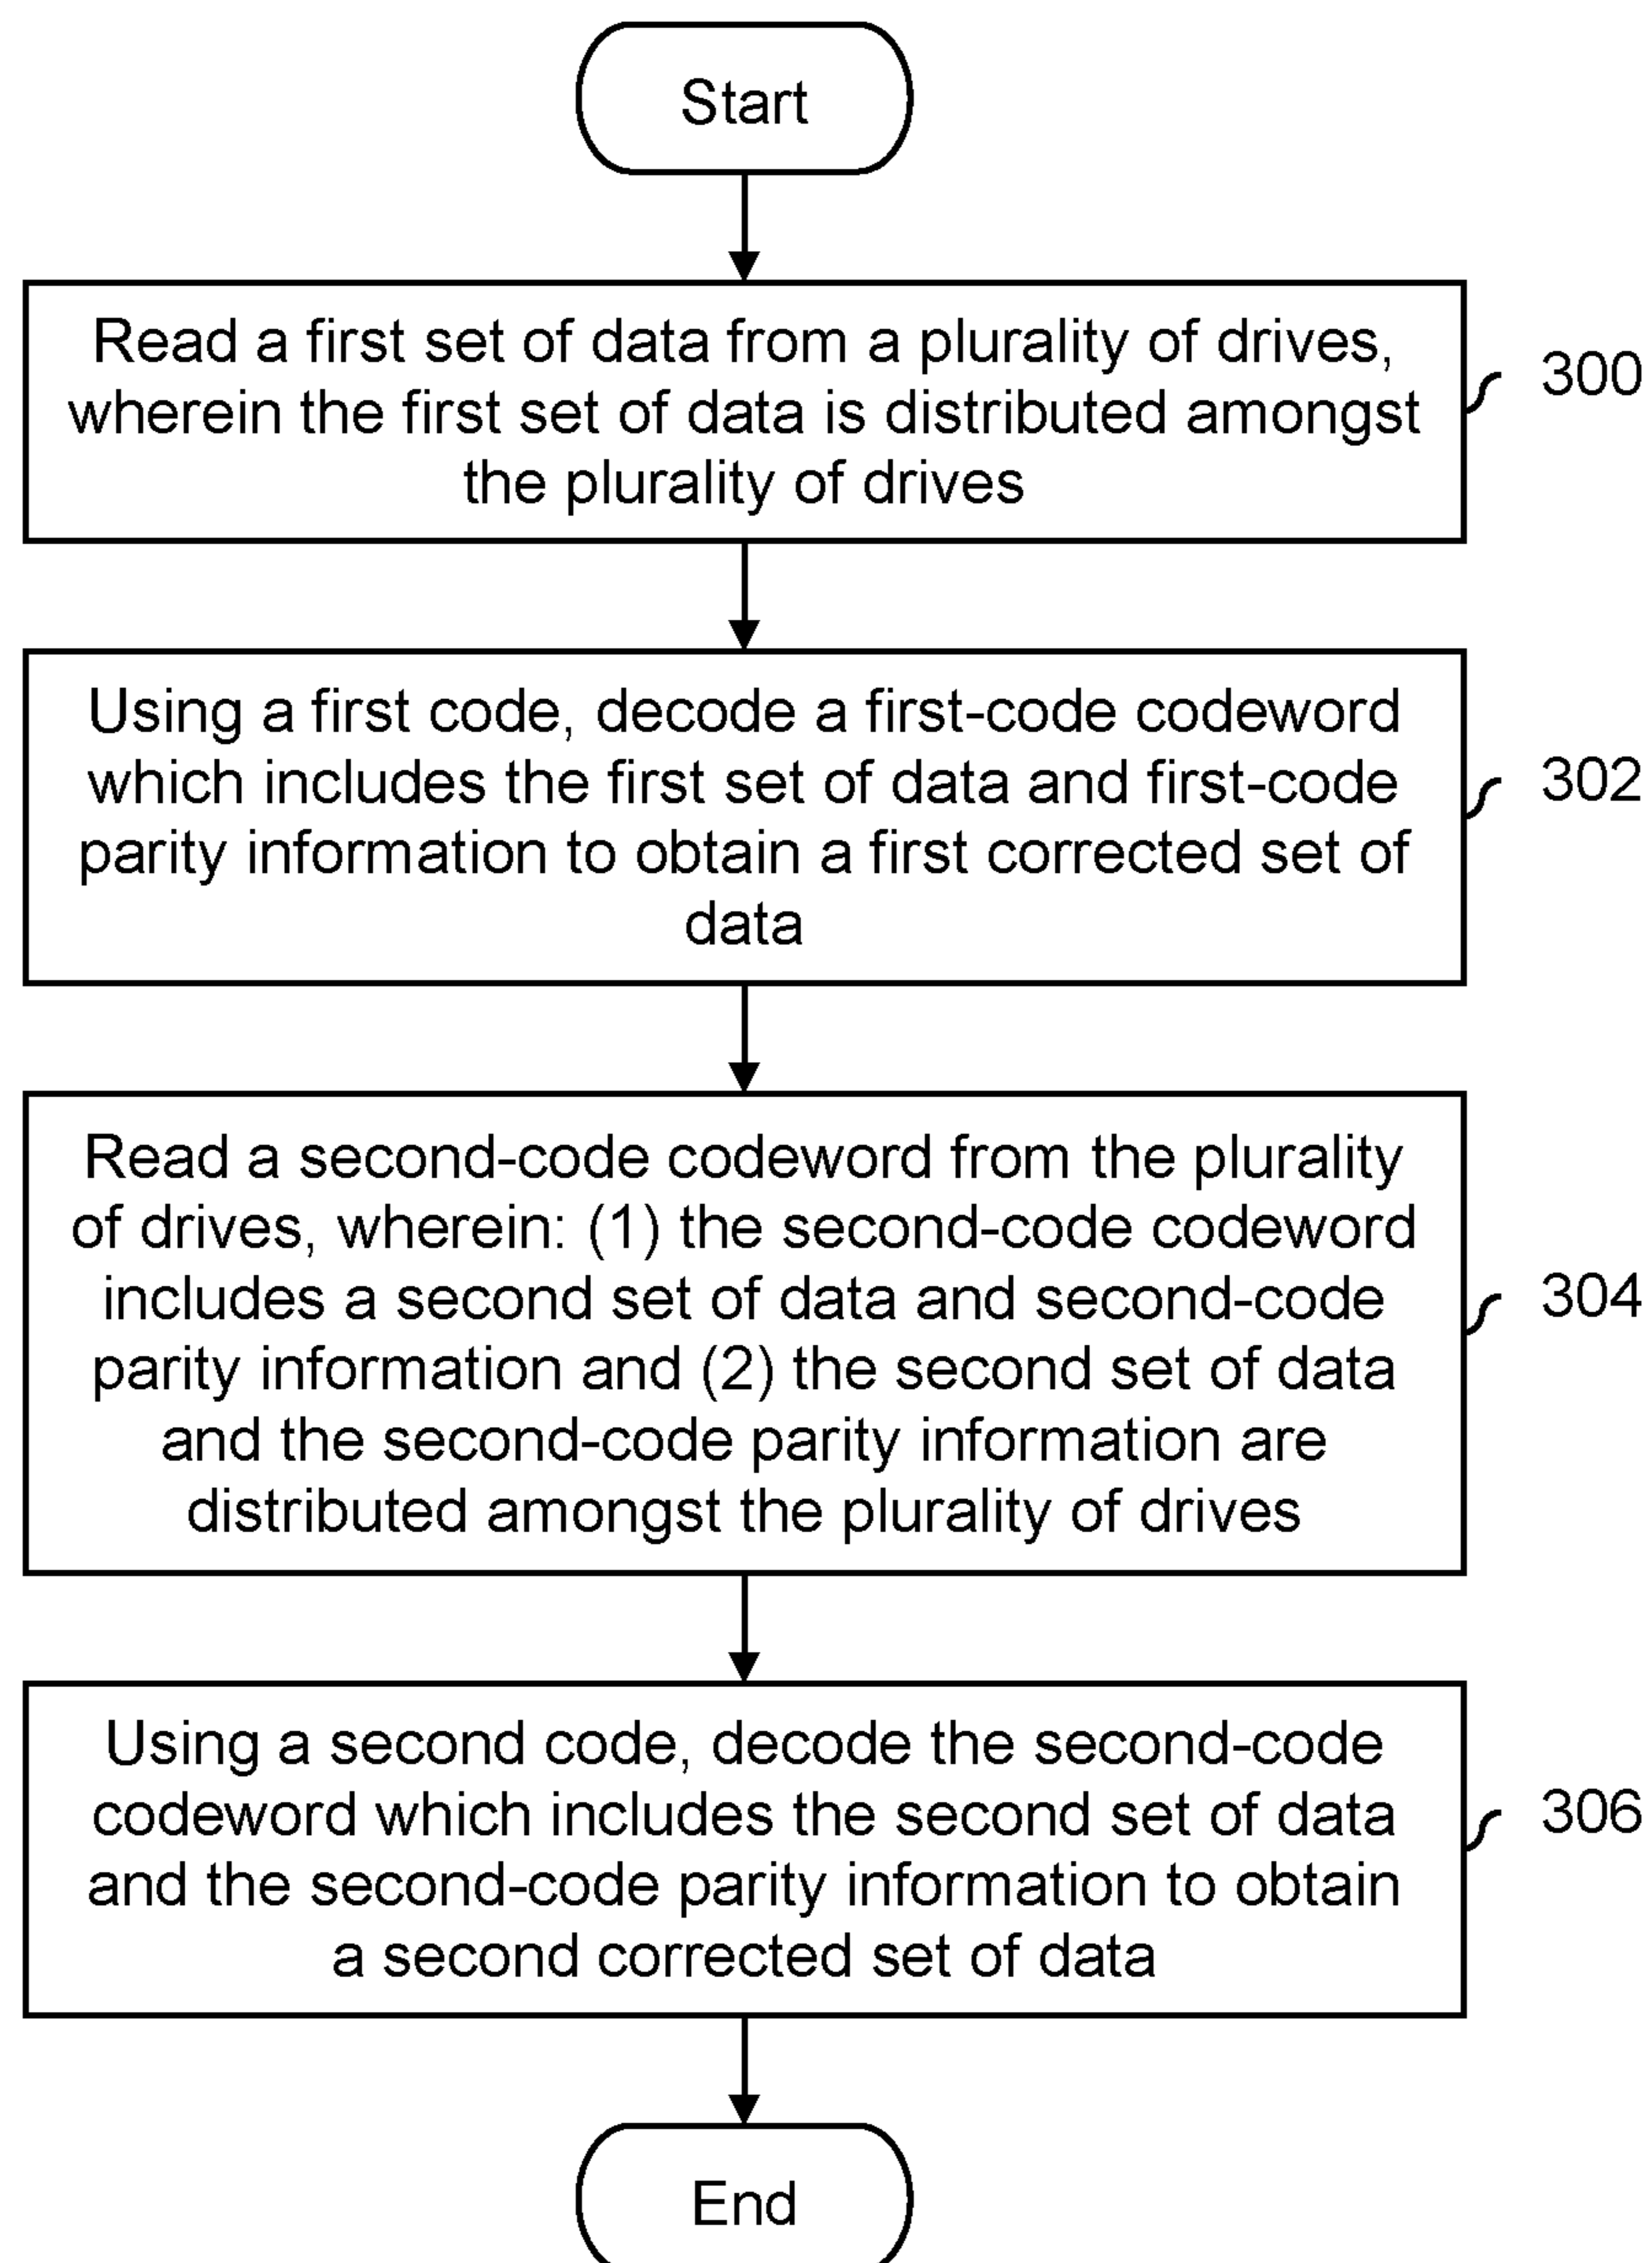 Start
Read a first set of data from a plurality of drives,
wherein the first set of data is distributed amongst
the plurality of drives
300
Using a first code, decode a first-code codeword
which includes the first set of data and first-code
parity information to obtain a first corrected set of
data
302
Read a second-code codeword from the plurality
of drives, wherein: (1) the second-code codeword
includes a second set of data and second-code
parity information and (2) the second set of data
and the second-code parity information are
distributed amongst the plurality of drives
304
Using a second code, decode the second-code
codeword which includes the second set of data
and the second-code parity information to obtain
a second corrected set of data
306
End